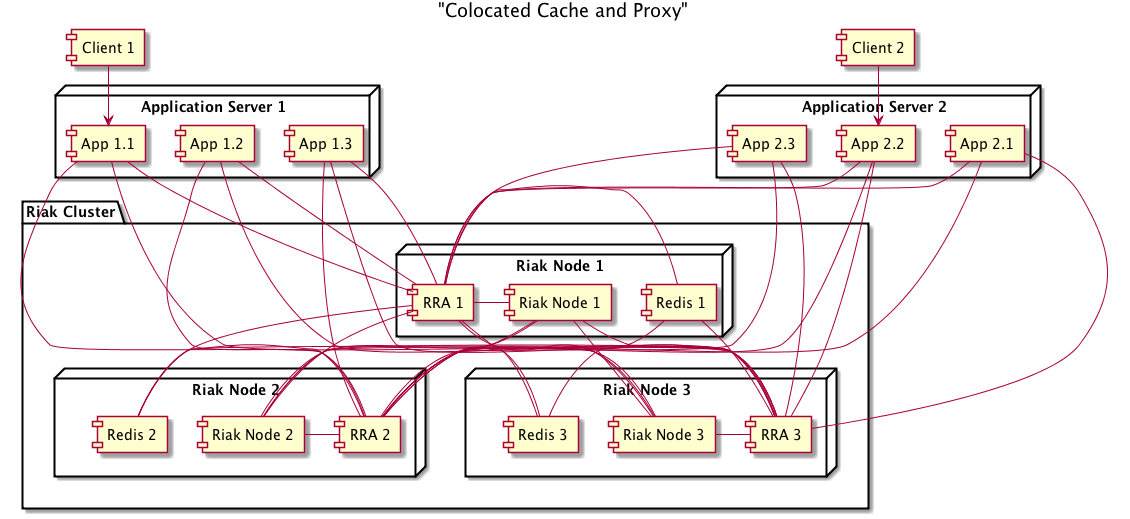 "Colocated Cache and Proxy"
Client 1
Client 2
Application Server 1
Application Server 2
App 1.1
App 1.2
App 1.3
App 2.3
App 2.2
App 2.1
Riak Cluster
Riak Node 1
RRA 1
Riak Node 1
Redis 1
Riak Node 2
Riak Node 3
Redis 2
Riak Node 2
RRA 2
Redis 3
Riak Node 3
RRA 3